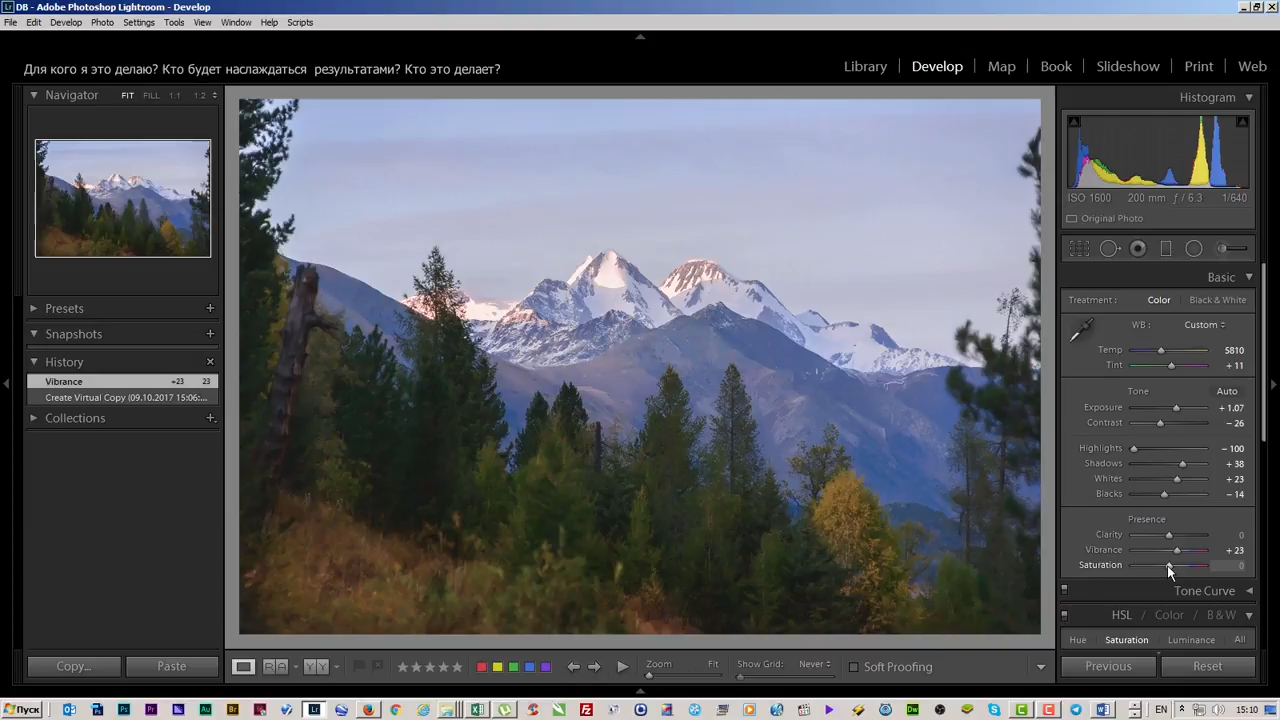 DB - Adobe Photoshop Lightroom - Develop
File Edit Develop Photo Settings Tools View Window Help Scripts
Для кого я это делаю? Кто будет наслаждаться результатами? Кто это делает?
Library Develop Map Book Slideshow Print Web
Navigator FIT FILL 1:1 1:2
Histogram
ISO 1600 200 mm ƒ / 6.3 1/640
Original Photo
Basic
Treatment : Color Black & White
WB : Custom
Temp 5810
Tint + 11
Tone Auto
Exposure + 1.07
Contrast − 26
Highlights − 100
Shadows + 38
Whites + 23
Blacks − 14
Presence
Clarity 0
Vibrance + 23
Saturation 0
Tone Curve
HSL / Color / B & W
Hue Saturation Luminance All
Previous Reset
Presets
Snapshots
History
Vibrance +23 23
Create Virtual Copy (09.10.2017 15:06:...
Collections
Copy... Paste
Zoom Fit Show Grid: Never Soft Proofing
Пуск
EN 15:10